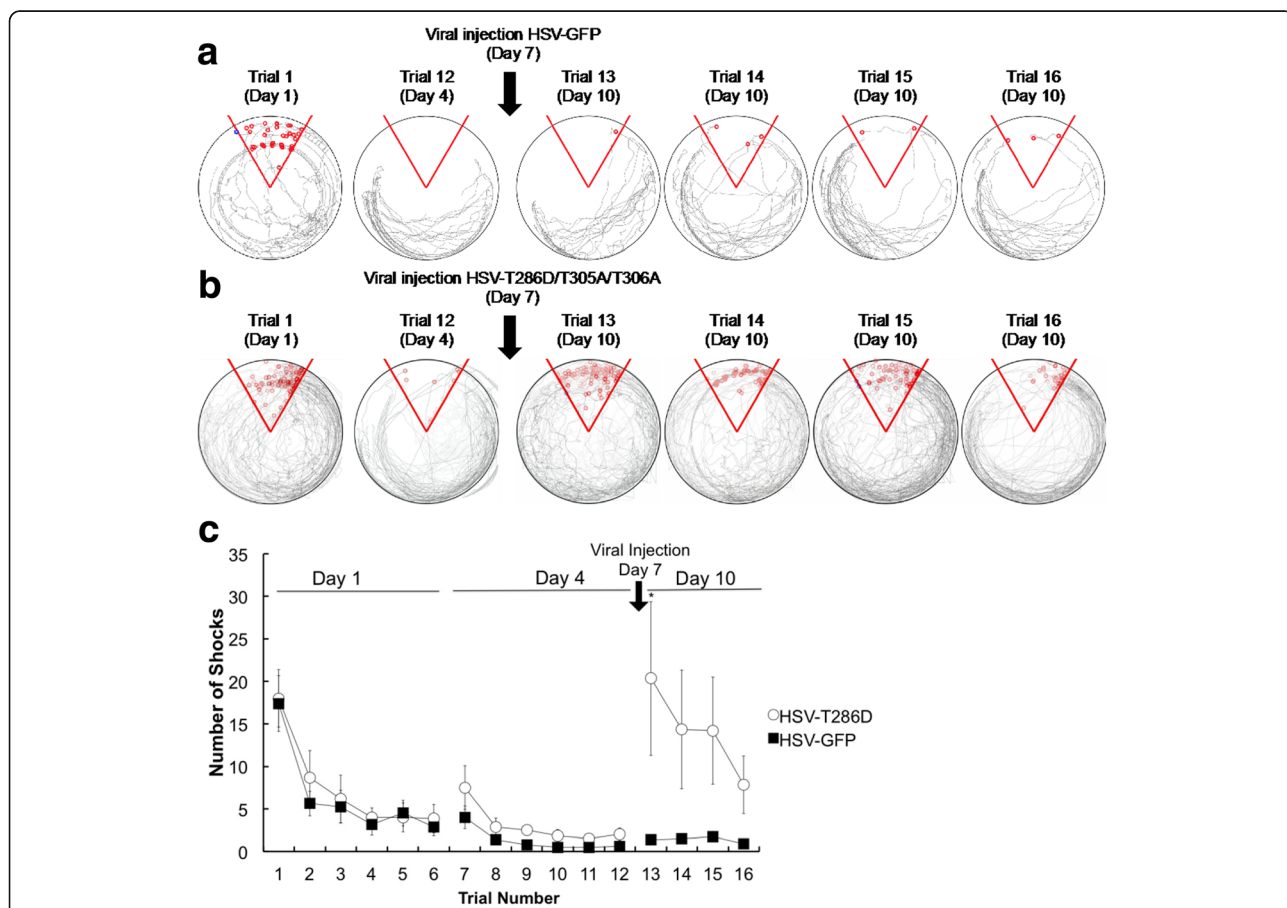 a
Viral injection HSV-GFP
(Day 7)
Trial 1
(Day 1)
Trial 12
(Day 4)
Trial 13
(Day 10)
Trial 14
(Day 10)
Trial 15
(Day 10)
Trial 16
(Day 10)
b
Viral injection HSV-T286D/T305A/T306A
(Day 7)
Trial 1
(Day 1)
Trial 12
(Day 4)
Trial 13
(Day 10)
Trial 14
(Day 10)
Trial 15
(Day 10)
Trial 16
(Day 10)
c
Viral Injection
Day 7
Day 1
Day 4
Day 10
*
Number of Shocks
35
30
25
20
15
10
5
0
HSV-T286D
HSV-GFP
1 2 3 4 5 6 7 8 9 10 11 12 13 14 15 16
Trial Number